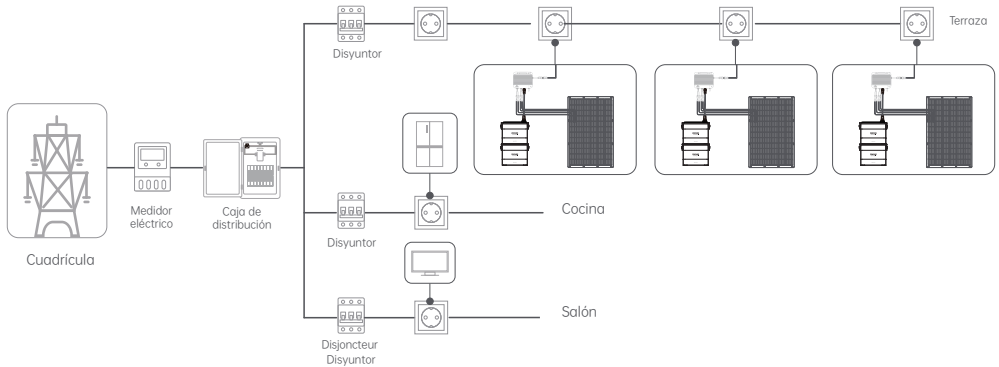 Terraza
Disyuntor
Cocina
Medidor
eléctrico
Caja de
distribución
Disyuntor
Cuadrícula
Salón
Disjoncteur
Disyuntor